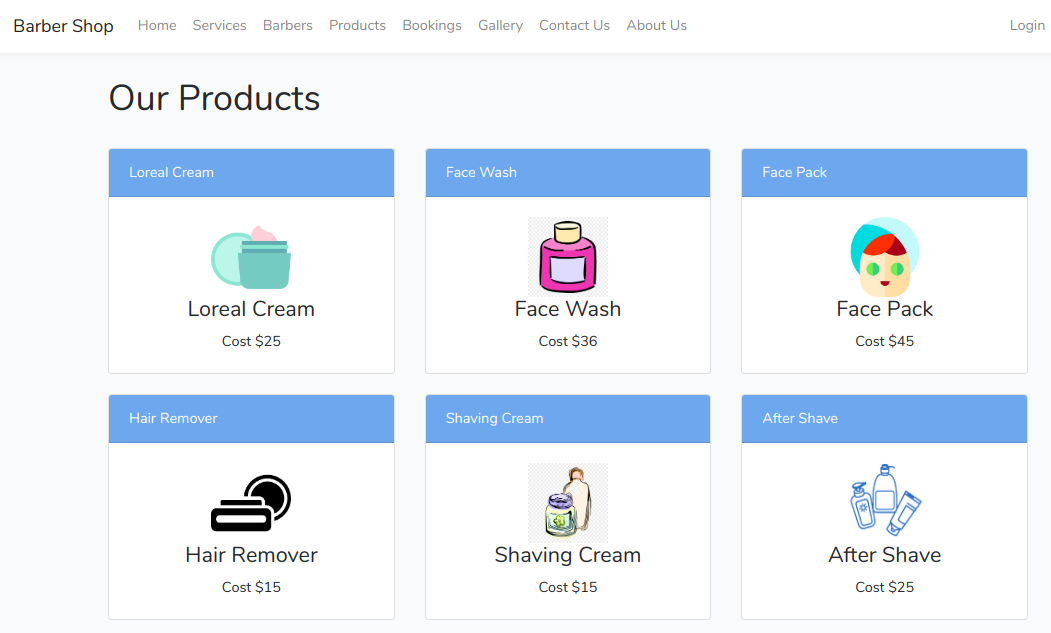 Barber Shop Home Services Barbers Products Bookings Gallery Contact Us About Us Login
Our Products
Loreal Cream
Loreal Cream
Cost $25
Face Wash
Face Wash
Cost $36
Face Pack
Face Pack
Cost $45
Hair Remover
Hair Remover
Cost $15
Shaving Cream
Shaving Cream
Cost $15
After Shave
After Shave
Cost $25